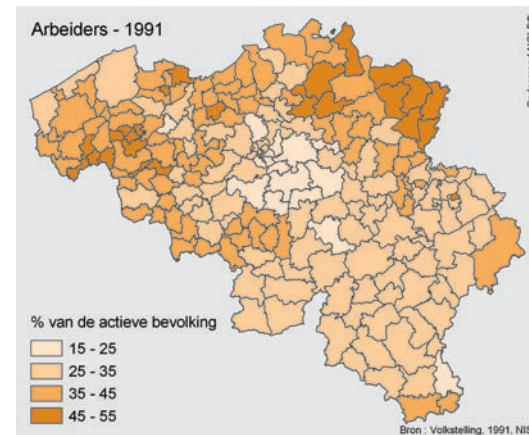 Arbeiders - 1991
% van de actieve bevolking
15 - 25
25 - 35
35 - 45
45 - 55
Bron : Volkstelling, 1991, NIS